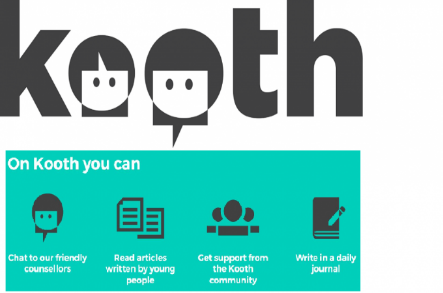 kooth
On Kooth you can
Chat to our friendly
counsellors
Read articles
written by young
people
Get support from
the Kooth
community
Write in a daily
journal